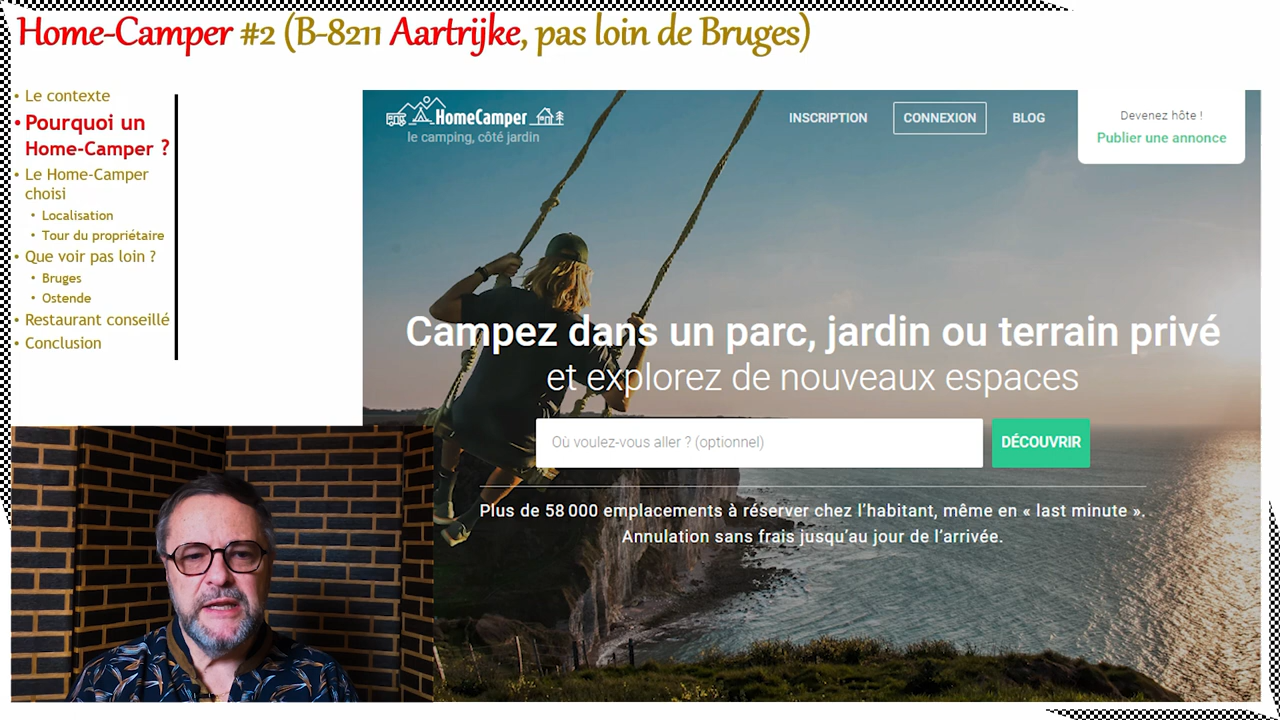 Home-Camper #2 (B-8211 Aartrijke, pas loin de Bruges)
• Le contexte
• Pourquoi un
Home-Camper ?
• Le Home-Camper
choisi
• Localisation
• Tour du propriétaire
• Que voir pas loin ?
• Bruges
• Ostende
• Restaurant conseillé
• Conclusion
HomeCamper
le camping, côté jardin
INSCRIPTION
CONNEXION
BLOG
Devenez hôte !
Publier une annonce
Campez dans un parc, jardin ou terrain privé
et explorez de nouveaux espaces
Où voulez-vous aller ? (optionnel)
DÉCOUVRIR
Plus de 58 000 emplacements à réserver chez l’habitant, même en « last minute ».
Annulation sans frais jusqu’au jour de l’arrivée.